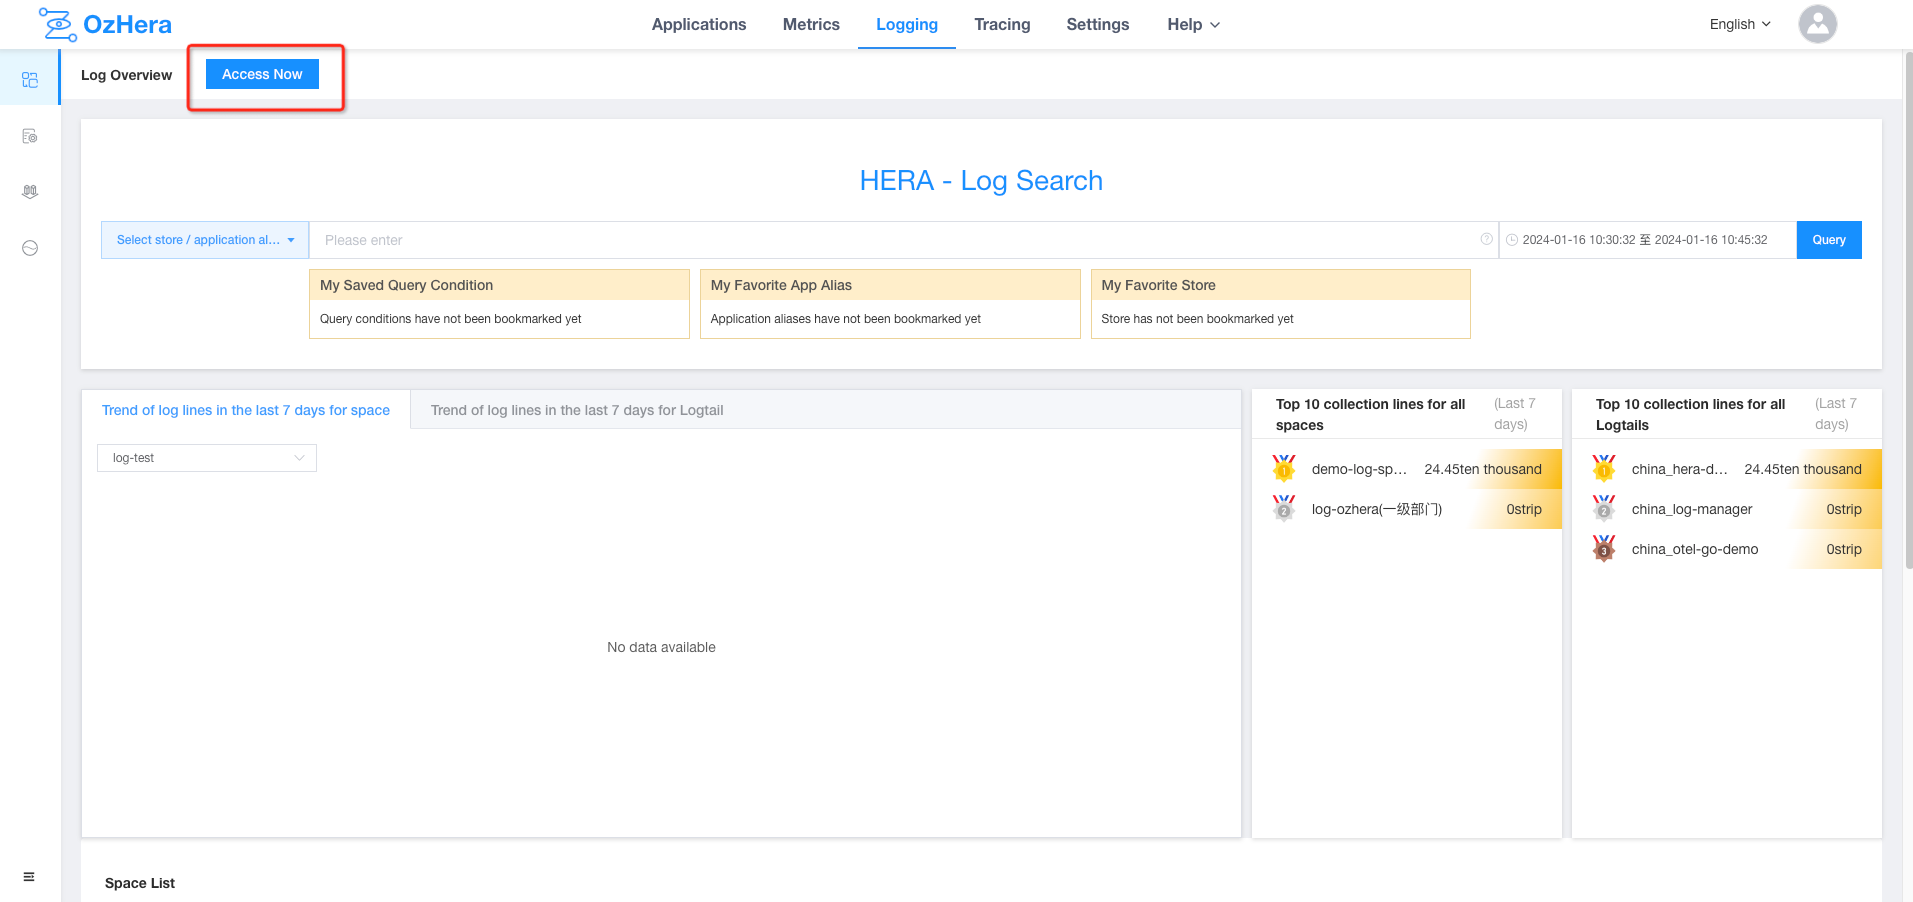 OzHera
Applications Metrics Logging Tracing Settings Help
English
Log Overview
Access Now
HERA - Log Search
Select store / application al...
Please enter
2024-01-16 10:30:32 至 2024-01-16 10:45:32
Query
My Saved Query Condition
Query conditions have not been bookmarked yet
My Favorite App Alias
Application aliases have not been bookmarked yet
My Favorite Store
Store has not been bookmarked yet
Trend of log lines in the last 7 days for space
Trend of log lines in the last 7 days for Logtail
log-test
No data available
Top 10 collection lines for all
spaces
(Last 7
days)
1 demo-log-sp... 24.45ten thousand
2 log-ozhera(一级部门) 0strip
Top 10 collection lines for all
Logtails
(Last 7
days)
1 china_hera-d... 24.45ten thousand
2 china_log-manager 0strip
3 china_otel-go-demo 0strip
Space List